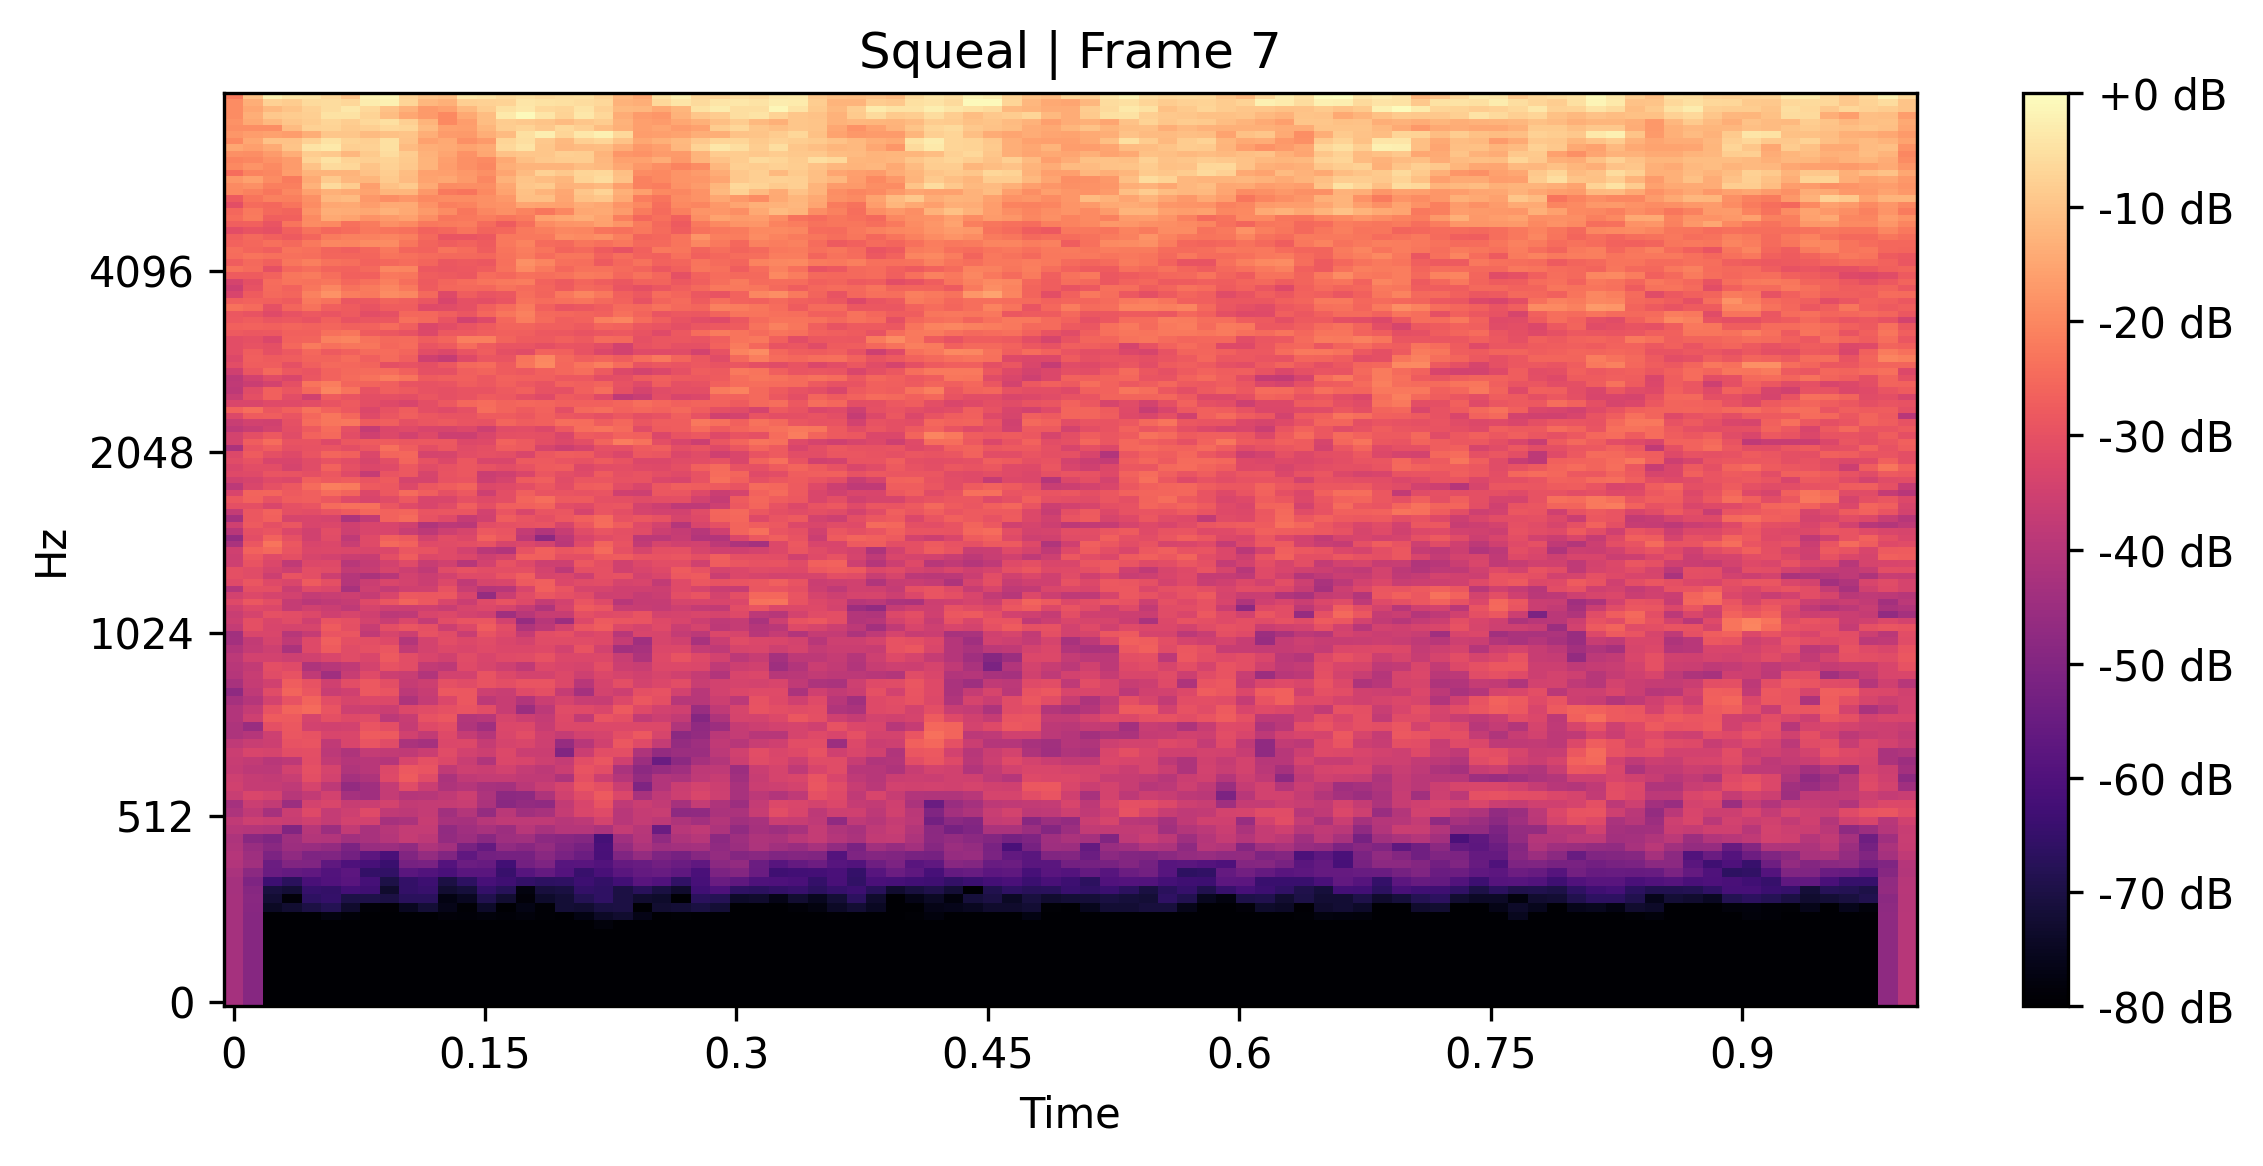 Squeal | Frame 7
+0 dB
-10 dB
-20 dB
-30 dB
-40 dB
-50 dB
-60 dB
-70 dB
-80 dB
Hz
4096
2048
1024
512
0
0 0.15 0.3 0.45 0.6 0.75 0.9
Time